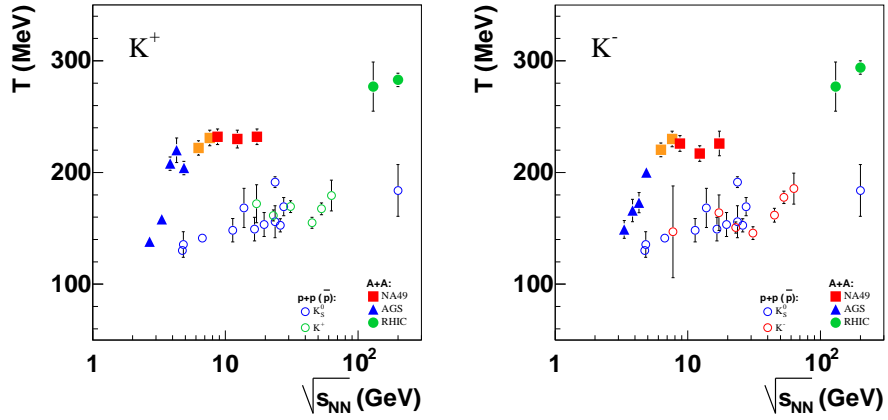 K+
T (MeV)
300
200
100
p+p (p̅):
K0S
K+
A+A:
NA49
AGS
RHIC
1
10
10²
√sNN (GeV)
K-
T (MeV)
300
200
100
p+p (p̅):
K0S
K-
A+A:
NA49
AGS
RHIC
1
10
10²
√sNN (GeV)